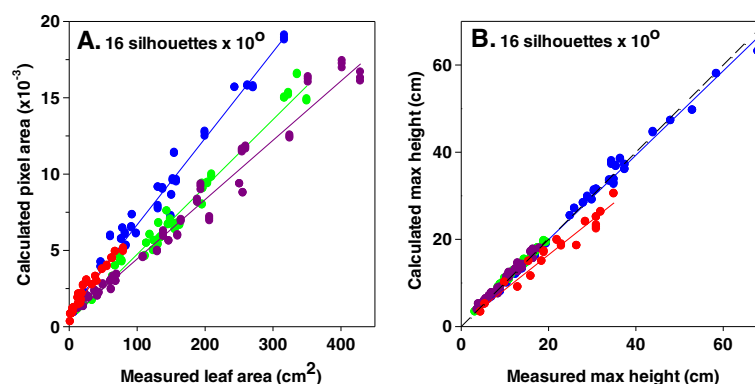 A. 16 silhouettes x 10o
Calculated pixel area (x10-3)
20
15
10
5
0
0 100 200 300 400
Measured leaf area (cm2)
B. 16 silhouettes x 10o
Calculated max height (cm)
60
40
20
0
0 20 40 60
Measured max height (cm)